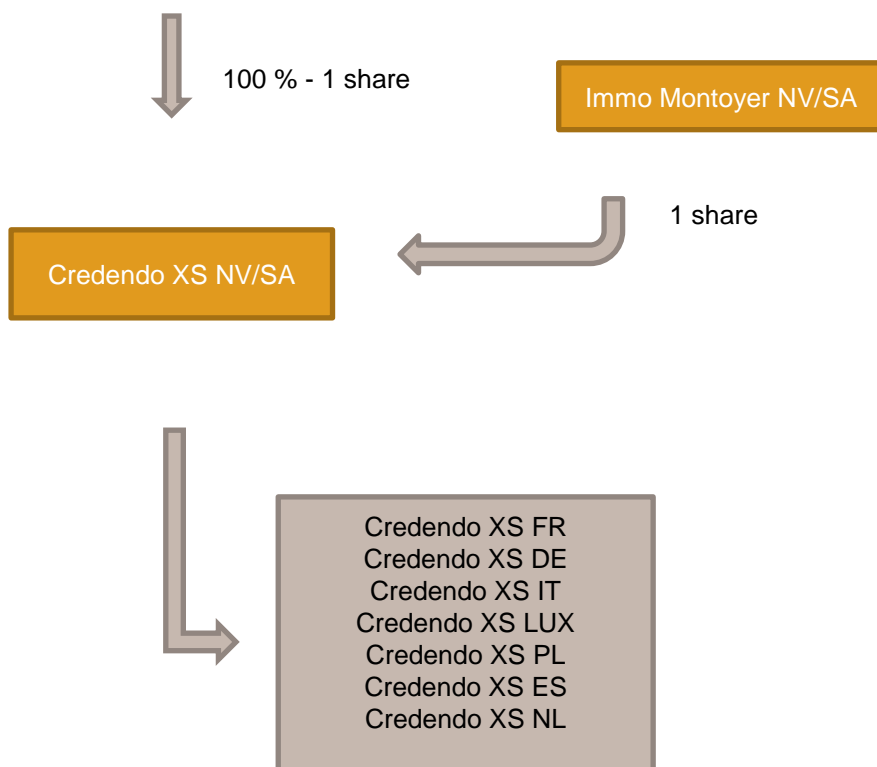 100 % - 1 share
Immo Montoyer NV/SA
1 share
Credendo XS NV/SA
Credendo XS FR
Credendo XS DE
Credendo XS IT
Credendo XS LUX
Credendo XS PL
Credendo XS ES
Credendo XS NL